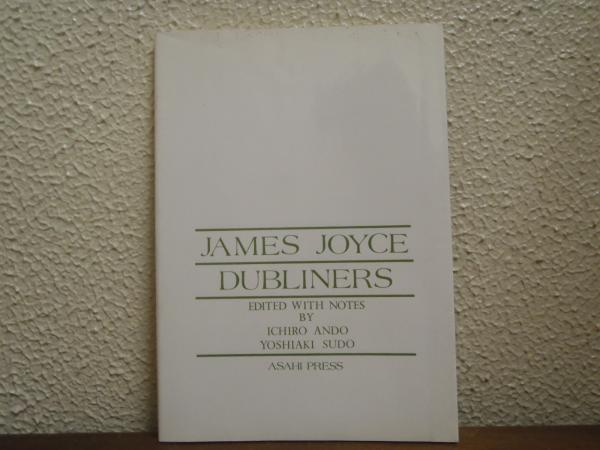 JAMES JOYCE
DUBLINERS
EDITED WITH NOTES
BY
ICHIRO ANDO
YOSHIAKI SUDO
ASAHI PRESS